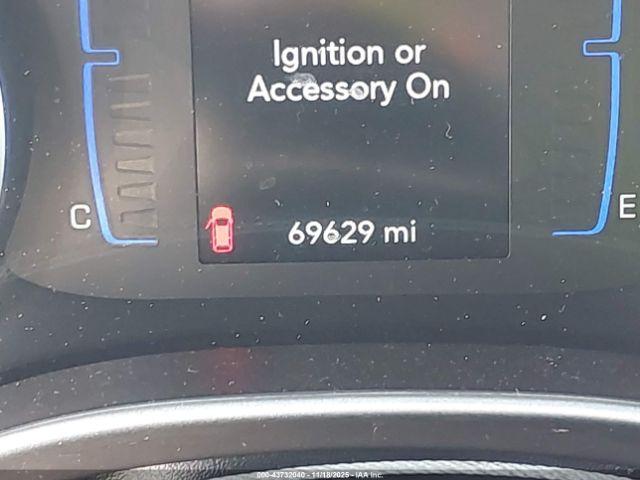 Ignition or
Accessory On
C
E
69629 mi
000-43732040 - 11/18/2025 - IAA Inc.